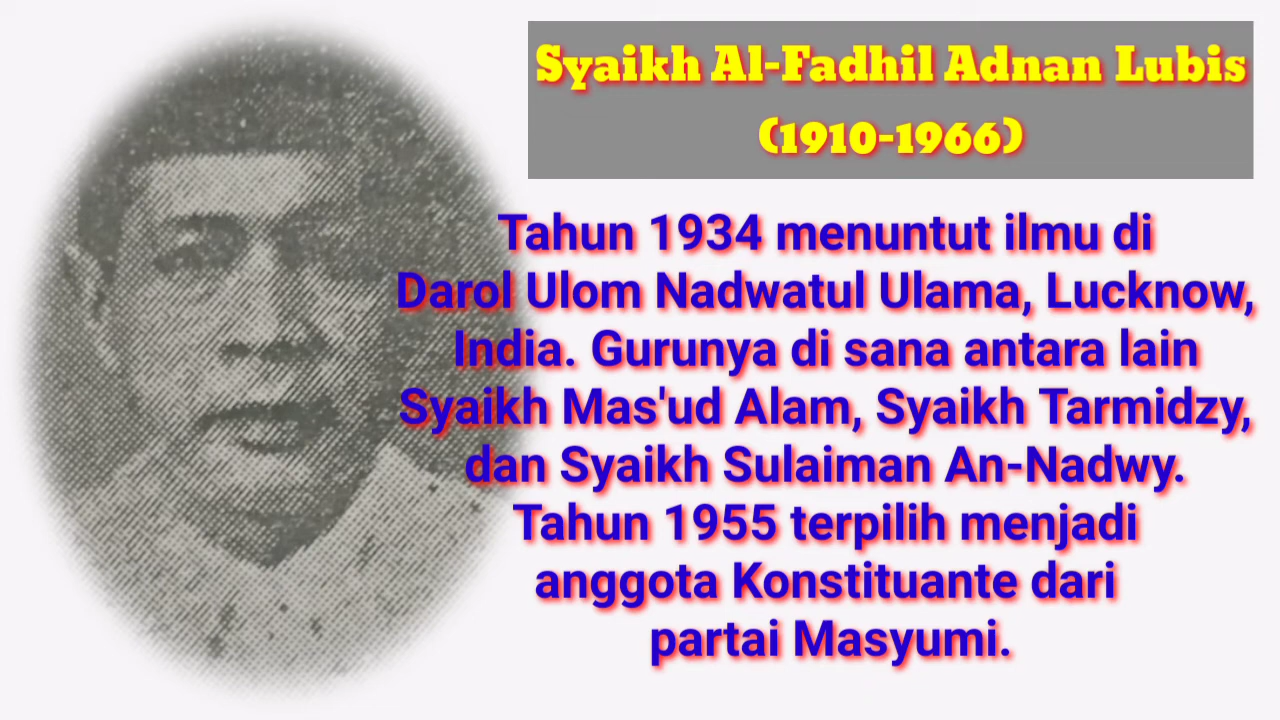 Syaikh Al-Fadhil Adnan Lubis
(1910-1966)
Tahun 1934 menuntut ilmu di
Darol Ulom Nadwatul Ulama, Lucknow,
India. Gurunya di sana antara lain
Syaikh Mas'ud Alam, Syaikh Tarmidzy,
dan Syaikh Sulaiman An-Nadwy.
Tahun 1955 terpilih menjadi
anggota Konstituante dari
partai Masyumi.